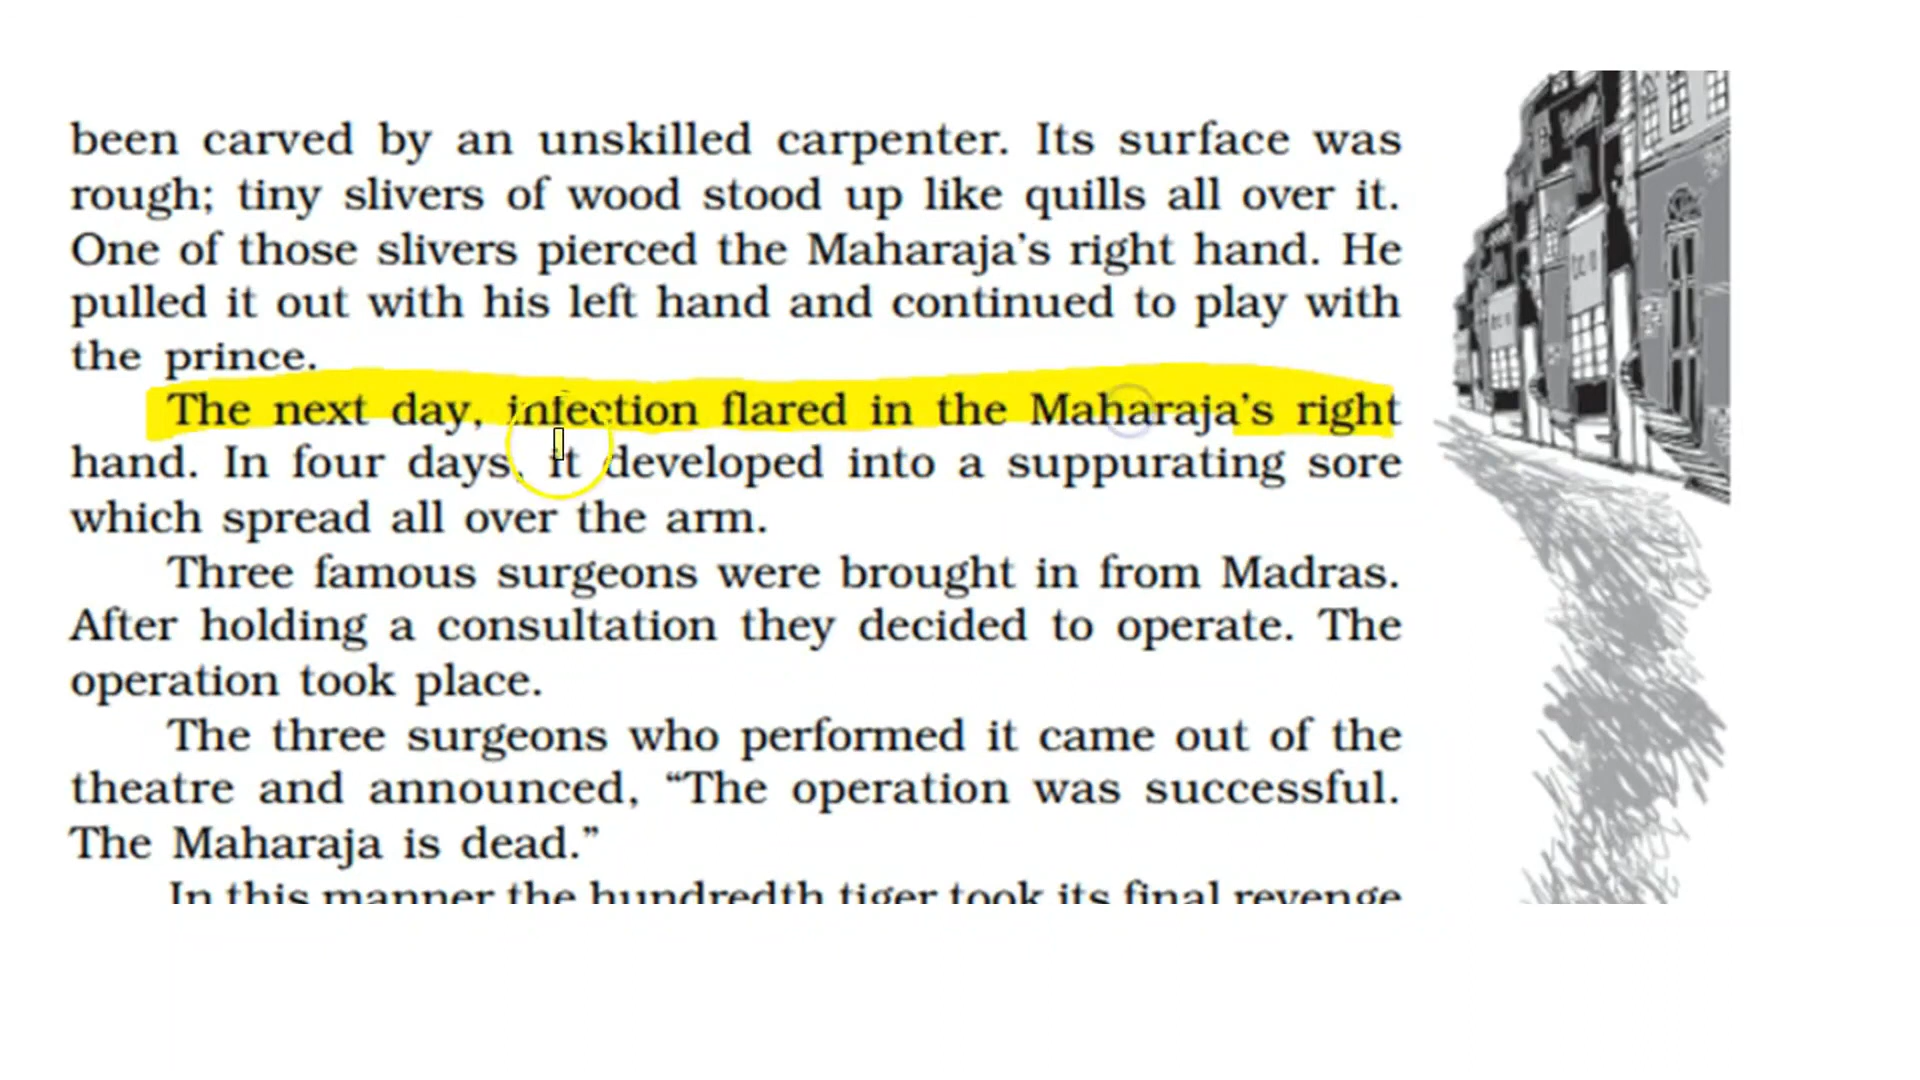 been carved by an unskilled carpenter. Its surface was
rough; tiny slivers of wood stood up like quills all over it.
One of those slivers pierced the Maharaja’s right hand. He
pulled it out with his left hand and continued to play with
the prince.
The next day, infection flared in the Maharaja’s right
hand. In four days, it developed into a suppurating sore
which spread all over the arm.
Three famous surgeons were brought in from Madras.
After holding a consultation they decided to operate. The
operation took place.
The three surgeons who performed it came out of the
theatre and announced, “The operation was successful.
The Maharaja is dead.”
In this manner the hundredth tiger took its final revenge